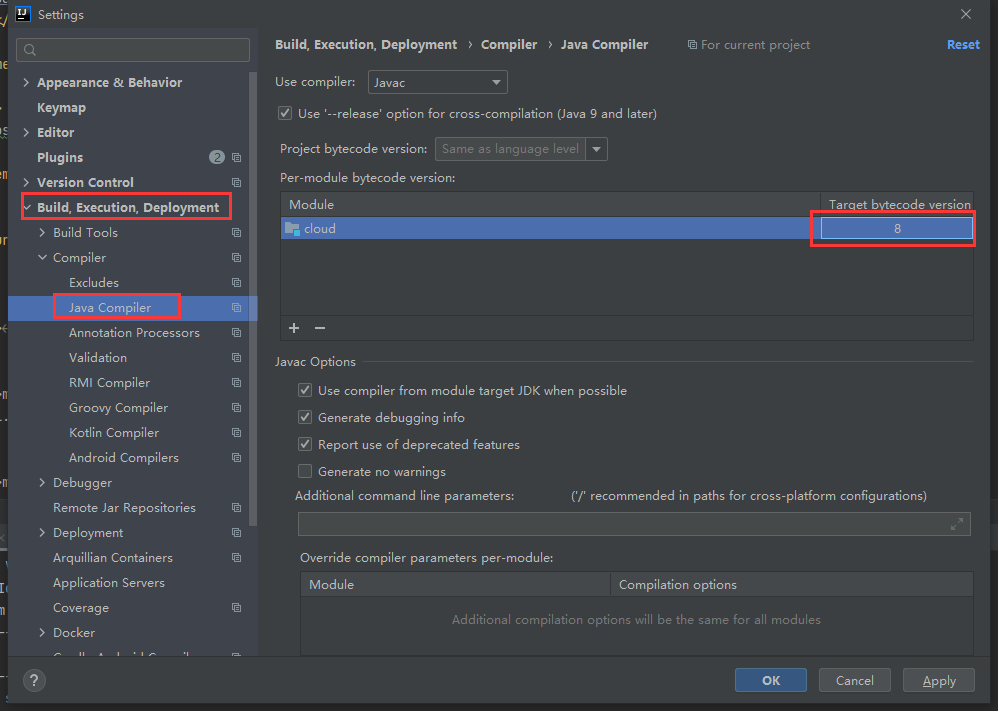 Settings
Build, Execution, Deployment › Compiler › Java Compiler For current project Reset
Appearance & Behavior
Keymap
Editor
Plugins 2
Version Control
Build, Execution, Deployment
Build Tools
Compiler
Excludes
Java Compiler
Annotation Processors
Validation
RMI Compiler
Groovy Compiler
Kotlin Compiler
Android Compilers
Debugger
Remote Jar Repositories
Deployment
Arquillian Containers
Application Servers
Coverage
Docker
Use compiler: Javac
Use '--release' option for cross-compilation (Java 9 and later)
Project bytecode version: Same as language level
Per-module bytecode version:
Module Target bytecode version
cloud 8
Javac Options
Use compiler from module target JDK when possible
Generate debugging info
Report use of deprecated features
Generate no warnings
Additional command line parameters: ('/' recommended in paths for cross-platform configurations)
Override compiler parameters per-module:
Module Compilation options
Additional compilation options will be the same for all modules
? OK Cancel Apply